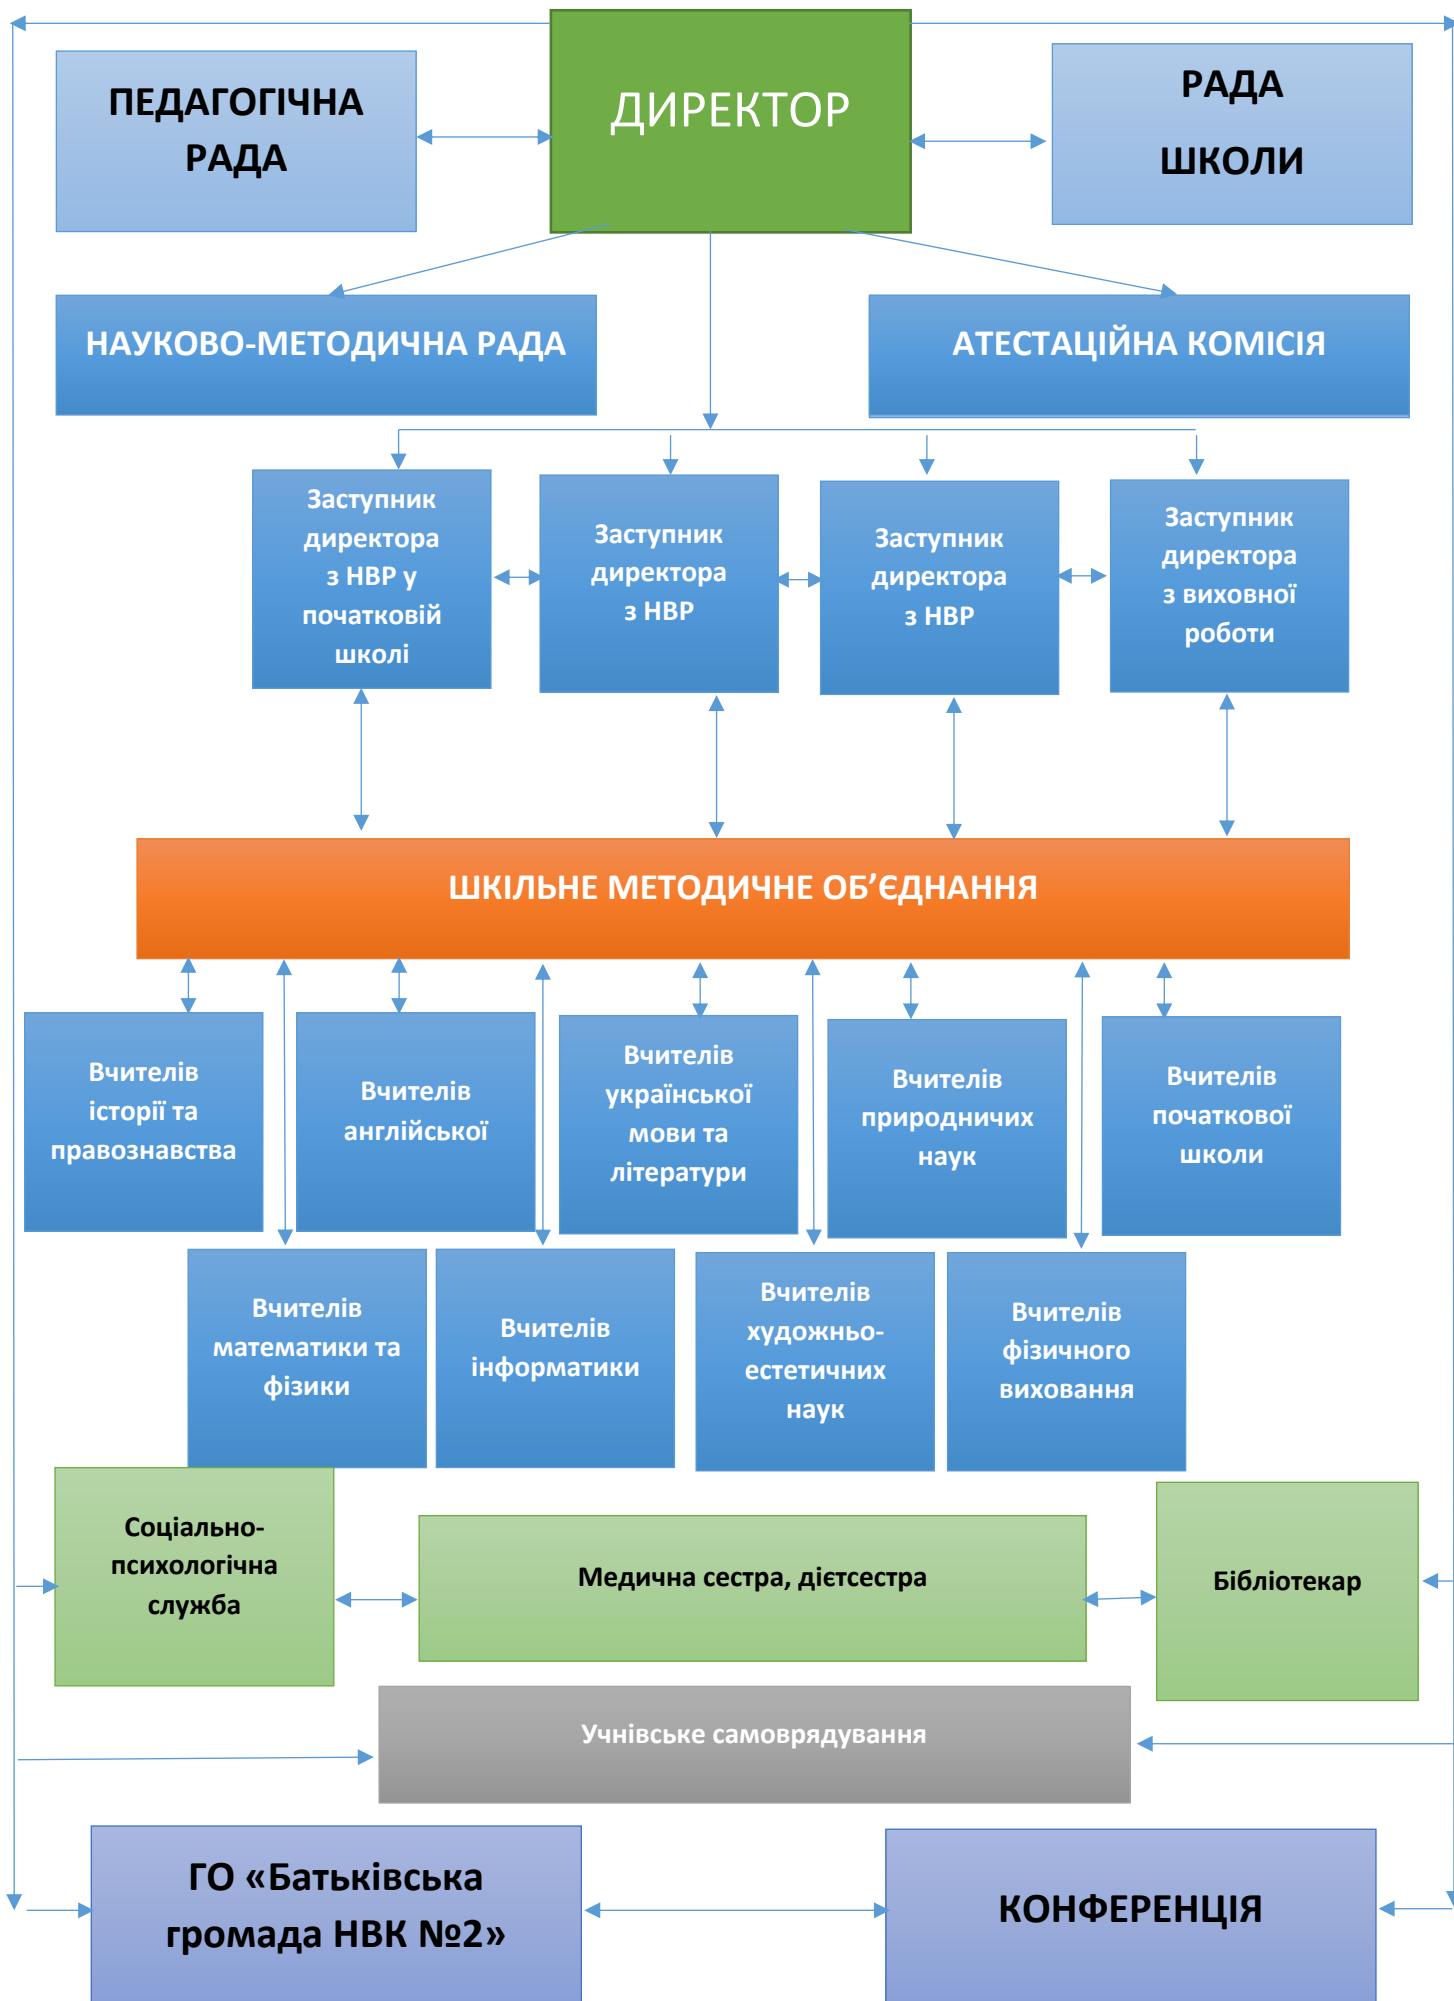 ДИРЕКТОР
ПЕДАГОГІЧНА
РАДА
РАДА
ШКОЛИ
НАУКОВО-МЕТОДИЧНА РАДА
АТЕСТАЦІЙНА КОМІСІЯ
Заступник
директора
з НВР у
початковій
школі
Заступник
директора
з НВР
Заступник
директора
з НВР
Заступник
директора
з виховної
роботи
ШКІЛЬНЕ МЕТОДИЧНЕ ОБ’ЄДНАННЯ
Вчителів
історії та
правознавства
Вчителів
англійської
Вчителів
української
мови та
літератури
Вчителів
природничих
наук
Вчителів
початкової
школи
Вчителів
математики та
фізики
Вчителів
інформатики
Вчителів
художньо-
естетичних
наук
Вчителів
фізичного
виховання
Соціально-
психологічна
служба
Медична сестра, дієтсестра
Бібліотекар
Учнівське самоврядування
ГО «Батьківська
громада НВК №2»
КОНФЕРЕНЦІЯ